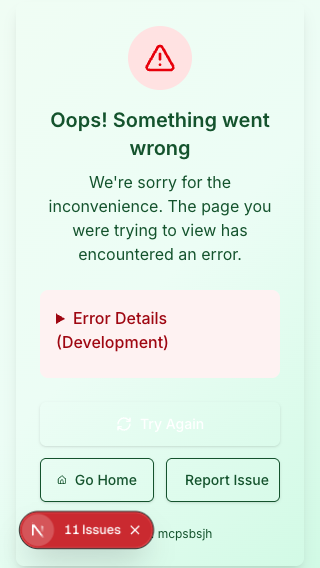 Oops! Something went
wrong
We're sorry for the
inconvenience. The page you
were trying to view has
encountered an error.
Error Details
(Development)
Try Again
Go Home
Report Issue
11 Issues
mcpsbsjh